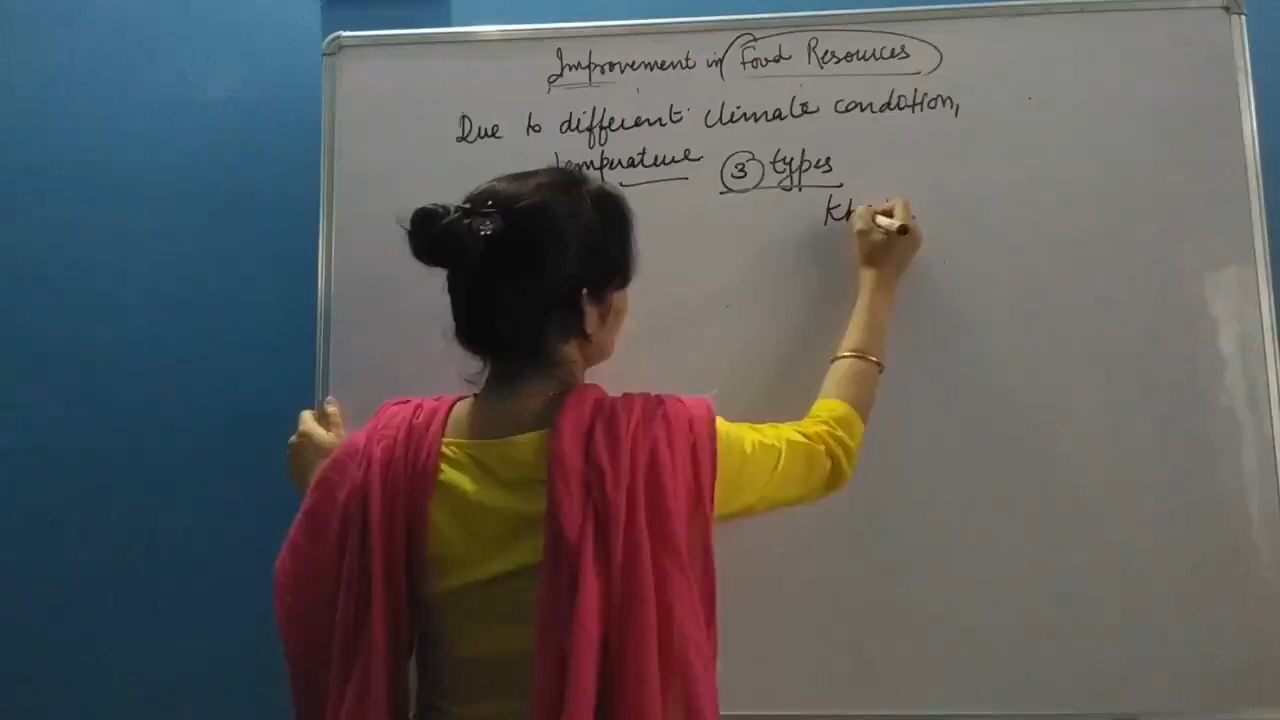 Improvement in Food Resources
Due to different climate condition,
temperature 3 types